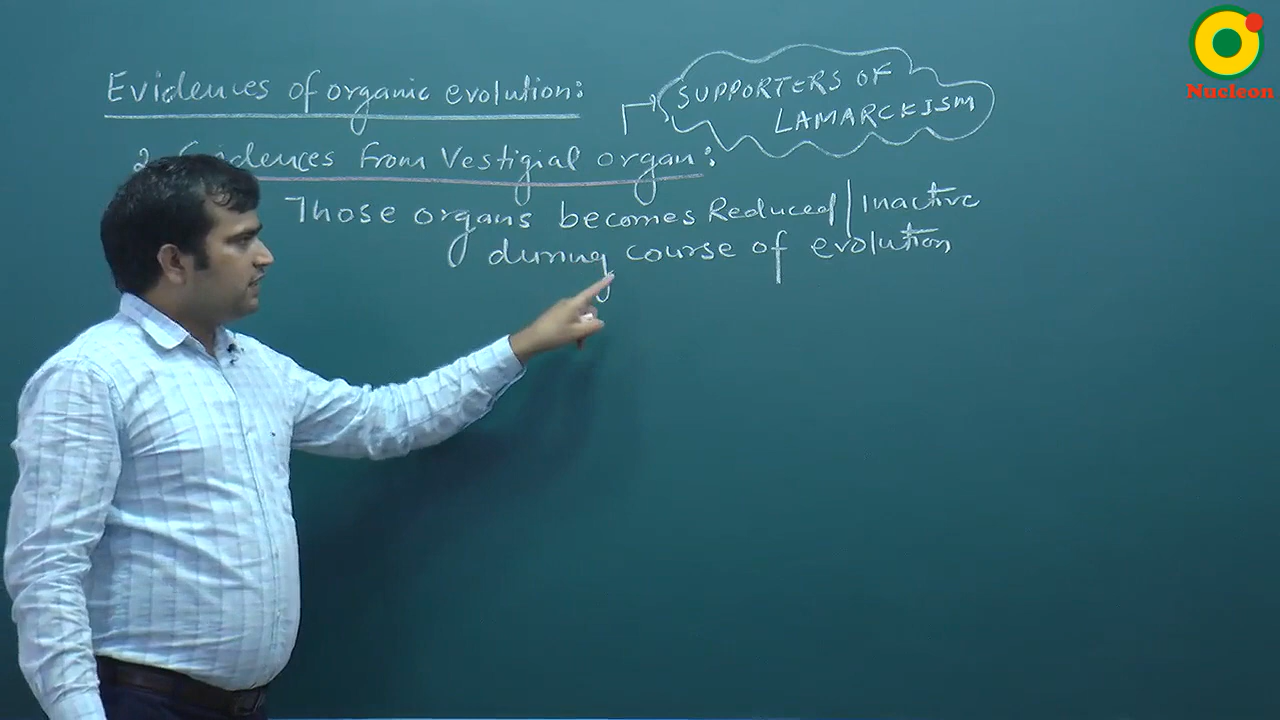 Evidences of organic evolution:
SUPPORTERS OF
LAMARCKISM
2. Evidences from Vestigial organ:
Those organs becomes Reduced | Inactive
during course of evolution
Nucleon